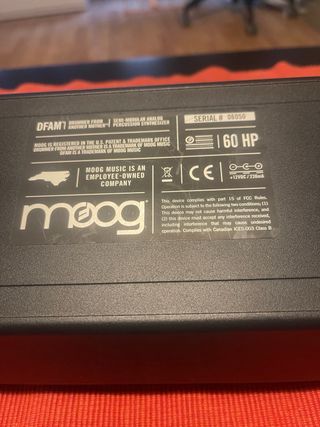 DFAM™ DRUMMER FROM ANOTHER MOTHER™ SEMI-MODULAR ANALOG PERCUSSION SYNTHESIZER
MOOG IS REGISTERED IN THE U.S. PATENT & TRADEMARK OFFICE
DRUMMER FROM ANOTHER MOTHER IS A TRADEMARK OF MOOG MUSIC
DFAM IS A TRADEMARK OF MOOG MUSIC
SERIAL # 08050
60 HP
MOOG MUSIC IS AN
EMPLOYEE-OWNED
COMPANY
CE
+12VDC
moog
This device complies with part 15 of FCC Rules.
Operation is subject to the following two conditions; (1)
This device may not cause harmful interference, and
(2) this device must accept any interference received,
including interference that may cause undesired
operation. Complies with Canadian ICES-003 Class B